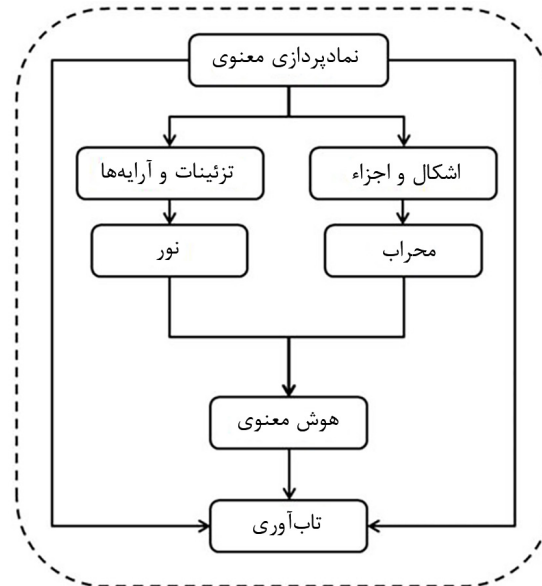 نمادپردازی معنوی
اشکال و اجزاء
تزئینات و آرایه‌ها
محراب
نور
هوش معنوی
تاب‌آوری